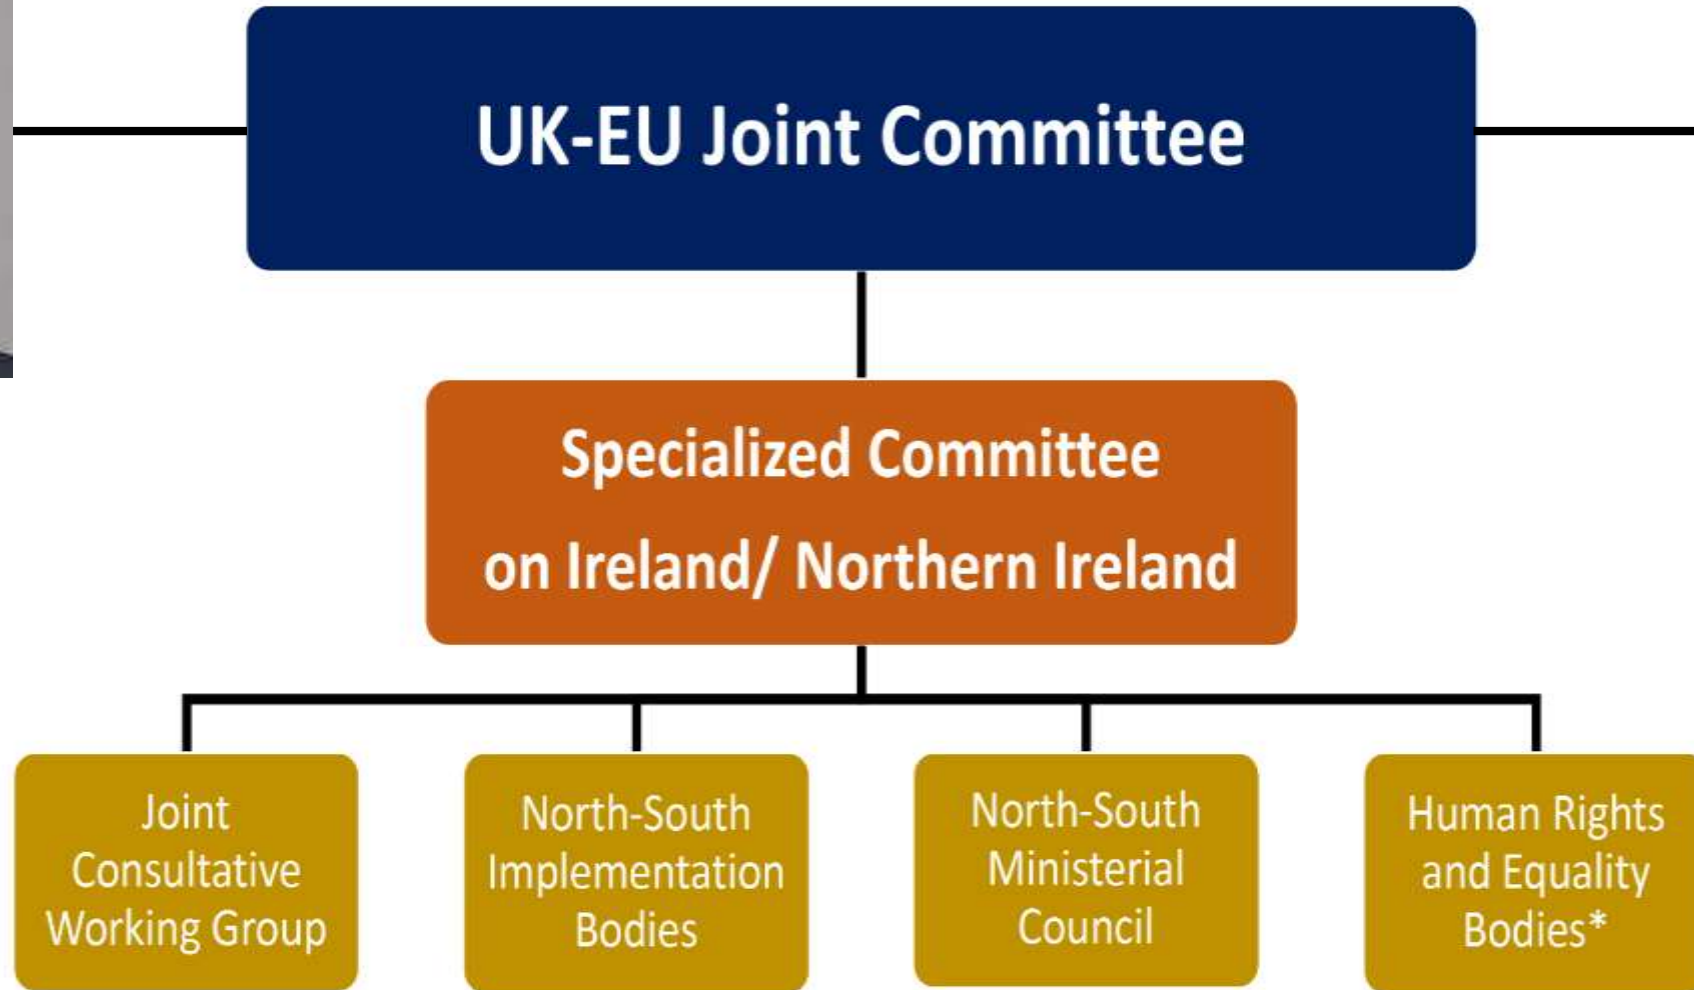 UK-EU Joint Committee
Specialized Committee
on Ireland/ Northern Ireland
Joint
Consultative
Working Group
North-South
Implementation
Bodies
North-South
Ministerial
Council
Human Rights
and Equality
Bodies*